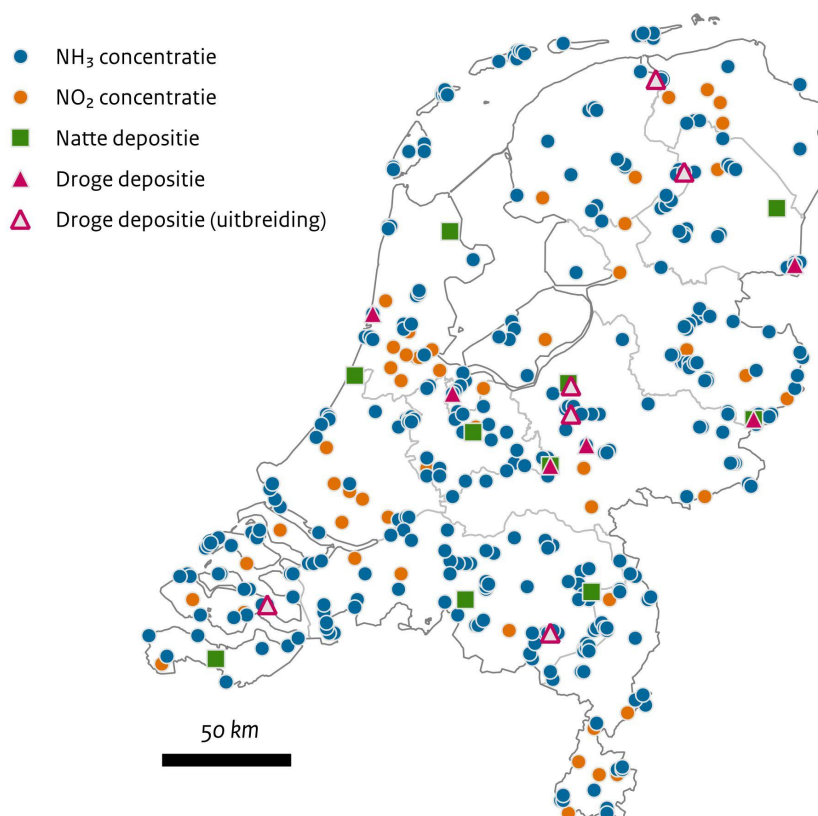 NH₃ concentratie
NO₂ concentratie
Natte depositie
Droge depositie
Droge depositie (uitbreiding)
50 km